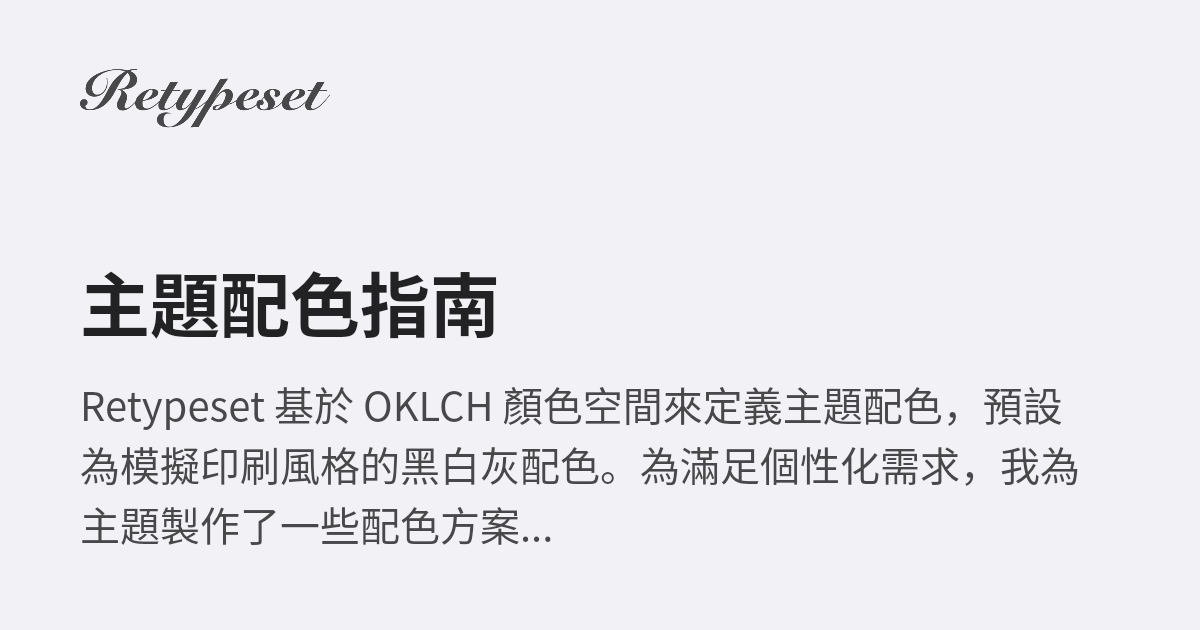 Retypeset
主題配色指南
Retypeset 基於 OKLCH 顏色空間來定義主題配色，預設
為模擬印刷風格的黑白灰配色。為滿足個性化需求，我為
主題製作了一些配色方案...